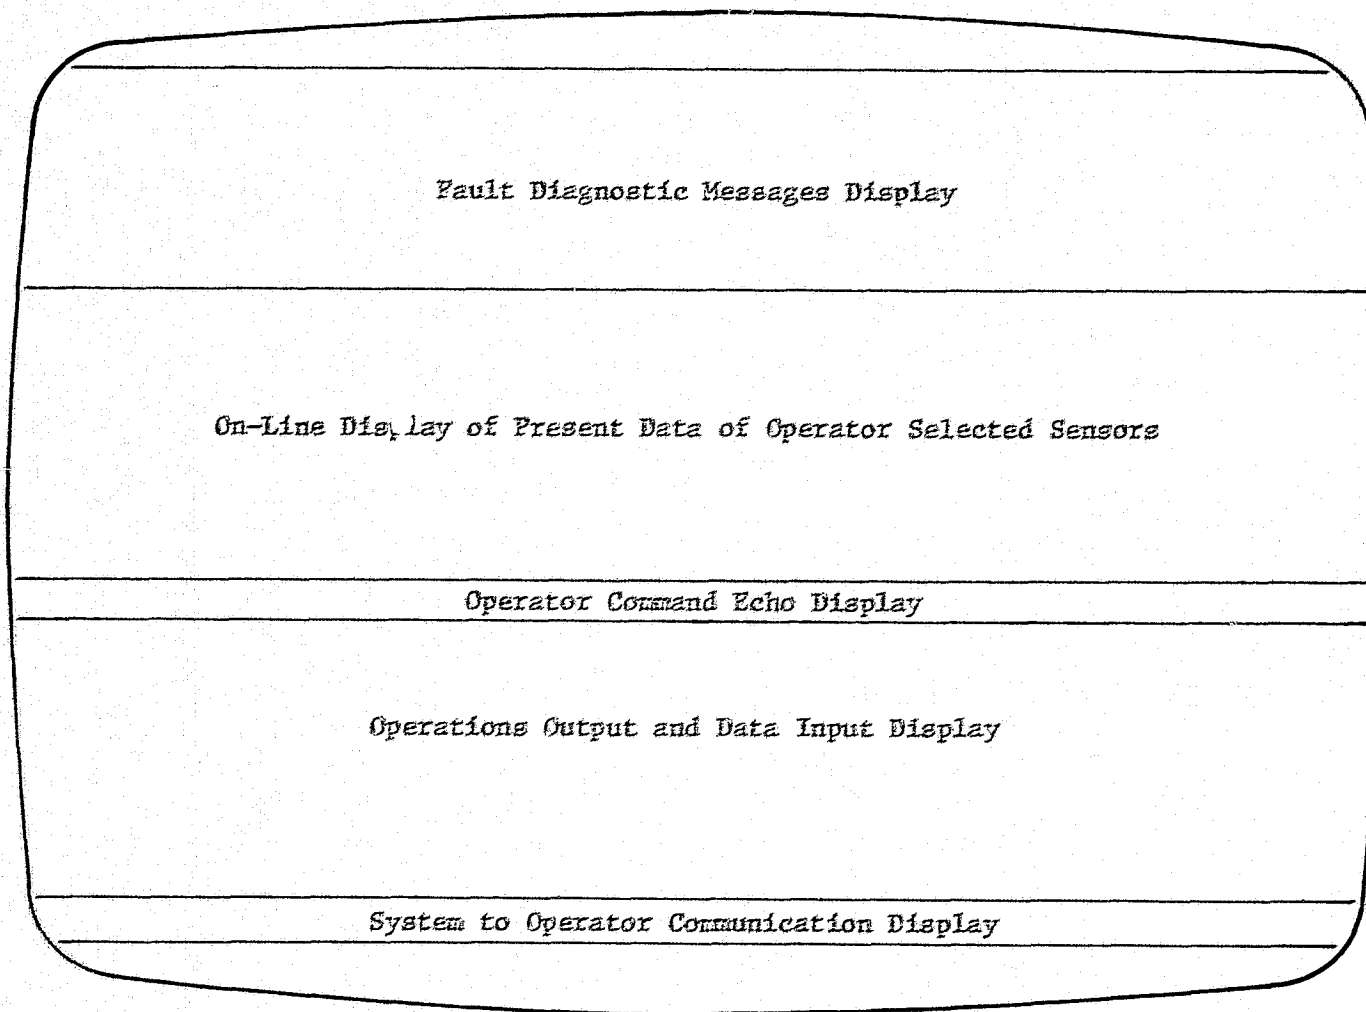 Fault Diagnostic Messages Display
On-Line Display of Present Data of Operator Selected Sensors
Operator Command Echo Display
Operations Output and Data Input Display
System to Operator Communication Display